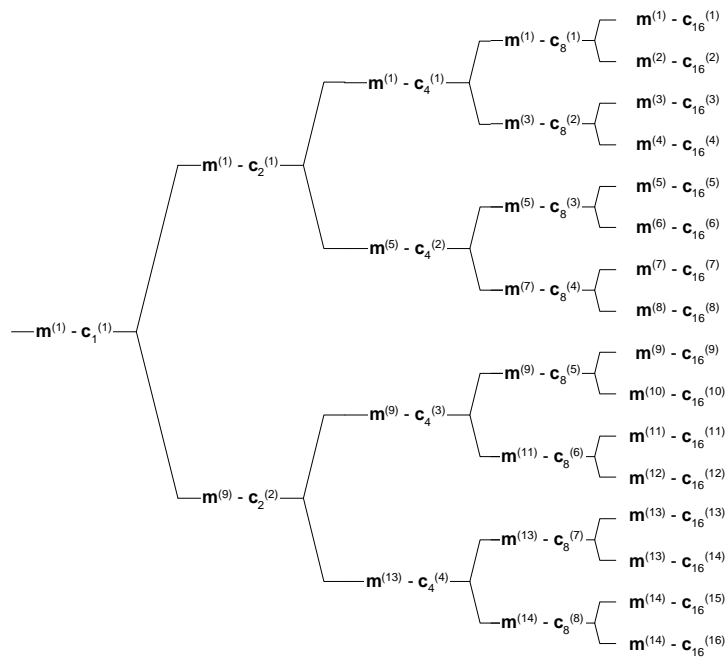 m(1) - c16(1)
m(1) - c8(1)
m(2) - c16(2)
m(1) - c4(1)
m(3) - c16(3)
m(3) - c8(2)
m(4) - c16(4)
m(1) - c2(1)
m(5) - c16(5)
m(5) - c8(3)
m(6) - c16(6)
m(5) - c4(2)
m(7) - c16(7)
m(7) - c8(4)
m(8) - c16(8)
m(1) - c1(1)
m(9) - c16(9)
m(9) - c8(5)
m(10) - c16(10)
m(9) - c4(3)
m(11) - c16(11)
m(11) - c8(6)
m(12) - c16(12)
m(9) - c2(2)
m(13) - c16(13)
m(13) - c8(7)
m(13) - c16(14)
m(13) - c4(4)
m(14) - c16(15)
m(14) - c8(8)
m(14) - c16(16)